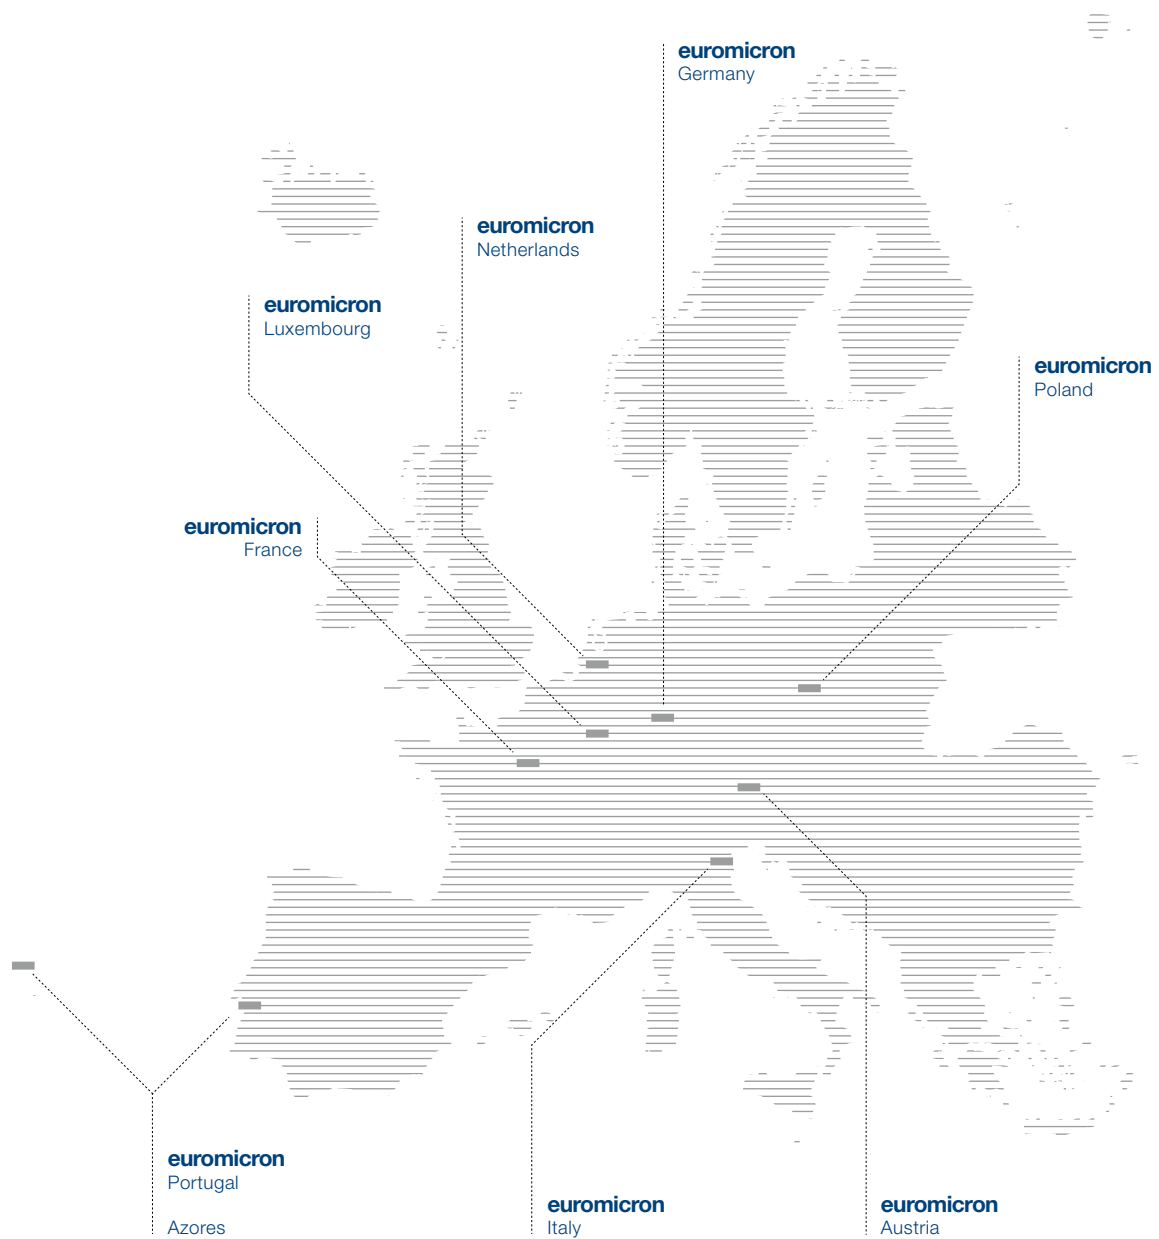 euromicron
Germany
euromicron
Netherlands
euromicron
Luxembourg
euromicron
Poland
euromicron
France
euromicron
Portugal
Azores
euromicron
Italy
euromicron
Austria